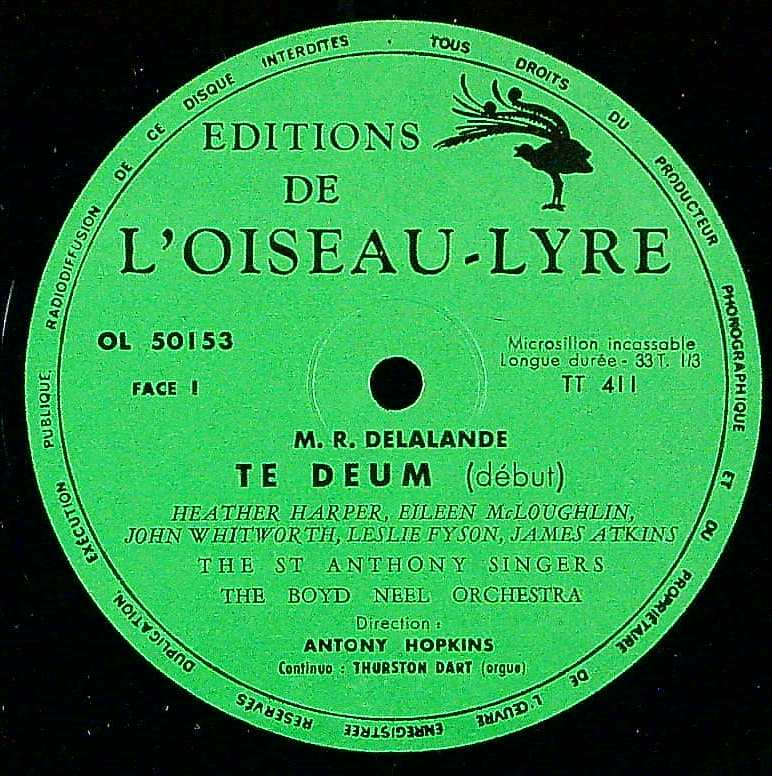 EDITIONS
DE
L'OISEAU-LYRE
OL 50153
FACE 1
Microsillon incassable
Longue durée - 33 T. 1/3
TT 411
M. R. DELALANDE
TE DEUM (début)
HEATHER HARPER, EILEEN McLOUGHLIN,
JOHN WHITWORTH, LESLIE FYSON, JAMES ATKINS
THE ST ANTHONY SINGERS
THE BOYD NEEL ORCHESTRA
Direction :
ANTONY HOPKINS
Continuo : THURSTON DART (orgue)
TOUS DROITS DU PRODUCTEUR PHONOGRAPHIQUE ET DU PROPRIÉTAIRE DE L'ŒUVRE ENREGISTRÉE RÉSERVÉS DUPLICATION, EXÉCUTION PUBLIQUE, RADIODIFFUSION DE CE DISQUE INTERDITES